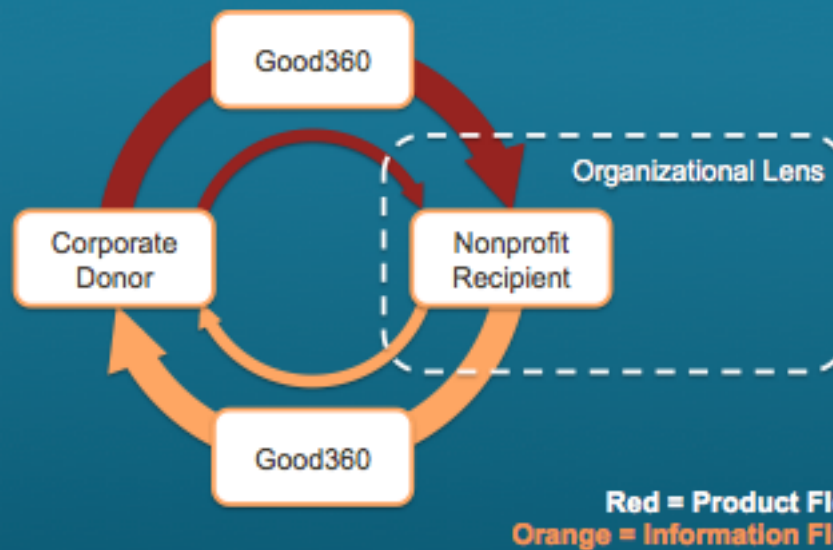 Good360
Organizational Lens
Corporate
Donor
Nonprofit
Recipient
Good360
Red = Product Fl
Orange = Information Fl